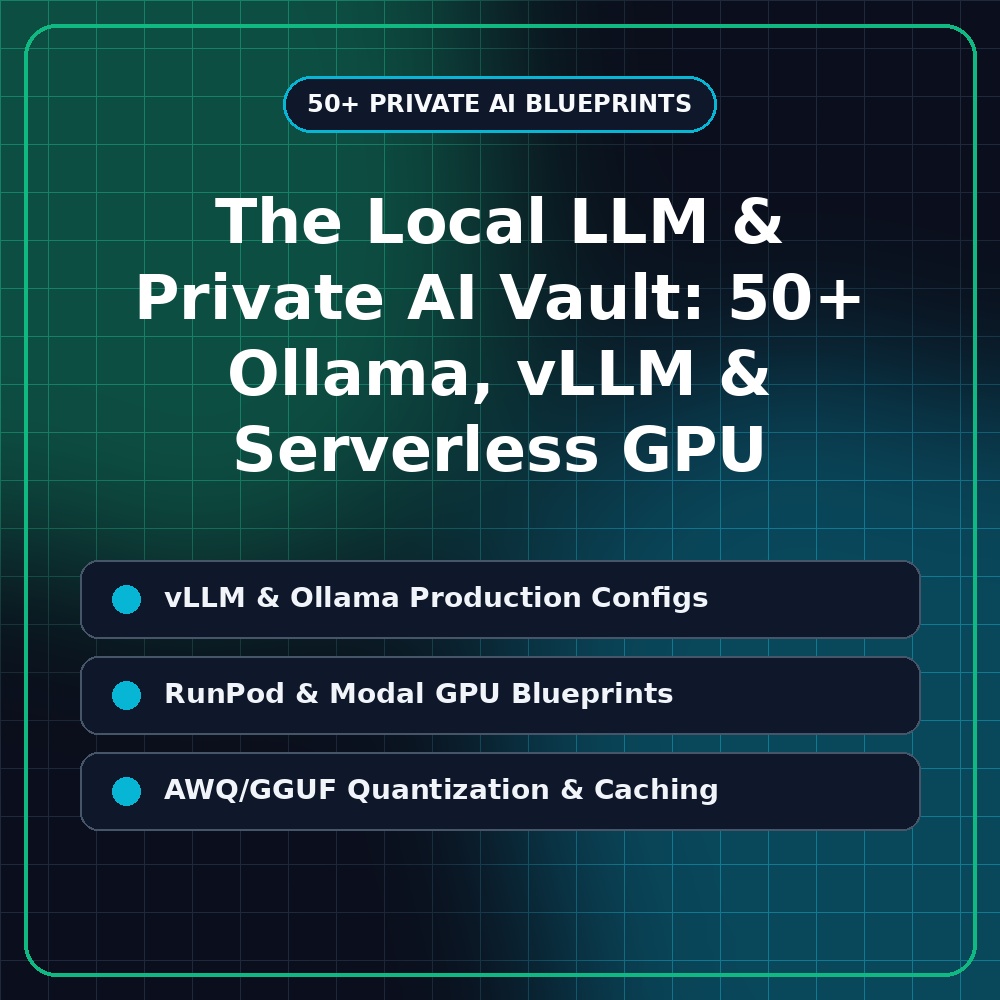 50+ PRIVATE AI BLUEPRINTS
The Local LLM &
Private AI Vault: 50+
Ollama, vLLM &
Serverless GPU
vLLM & Ollama Production Configs
RunPod & Modal GPU Blueprints
AWQ/GGUF Quantization & Caching